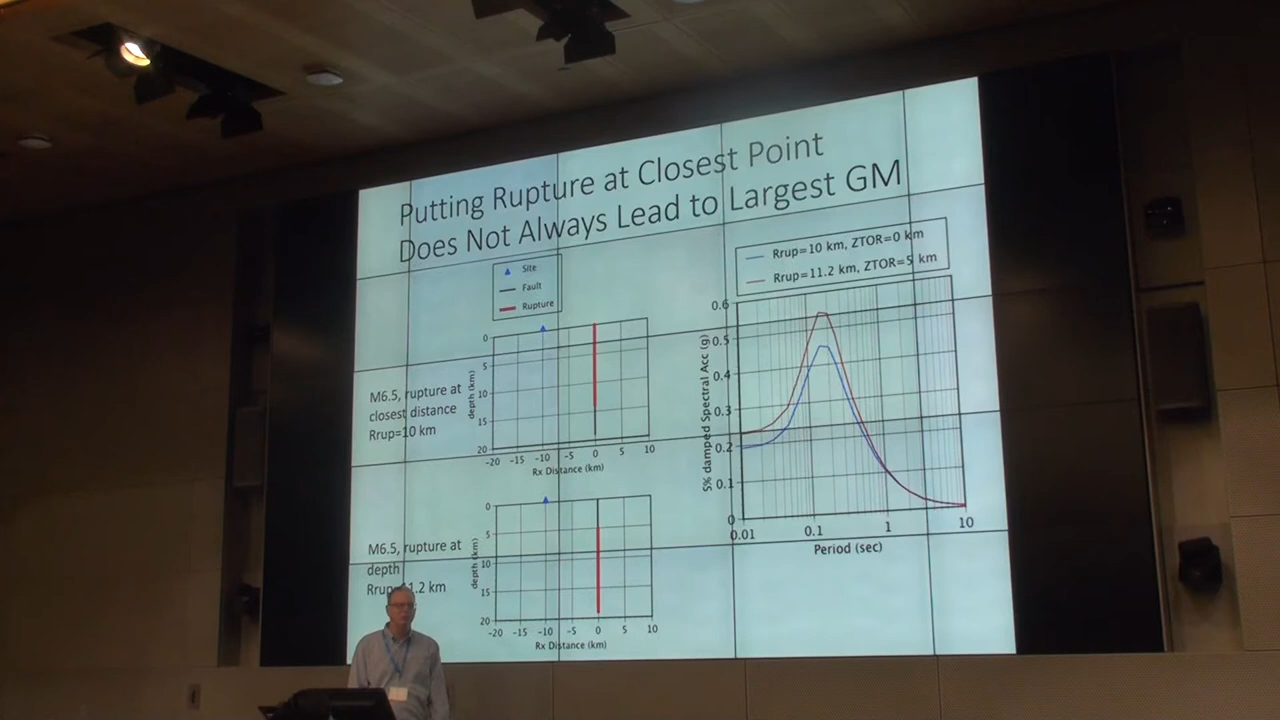 Putting Rupture at Closest Point
Does Not Always Lead to Largest GM
Site
Fault
Rupture
M6.5, rupture at
closest distance
Rrup=10 km
depth (km)
0
5
10
15
20
-20 -15 -10 -5 0 5 10
Rx Distance (km)
M6.5, rupture at
depth
Rrup=11.2 km
depth (km)
0
5
10
15
20
-20 -15 -10 -5 0 5 10
Rx Distance (km)
Rrup=10 km, ZTOR=0 km
Rrup=11.2 km, ZTOR=5 km
5% damped Spectral Acc (g)
0.6
0.5
0.4
0.3
0.2
0.1
0
0.01 0.1 1 10
Period (sec)